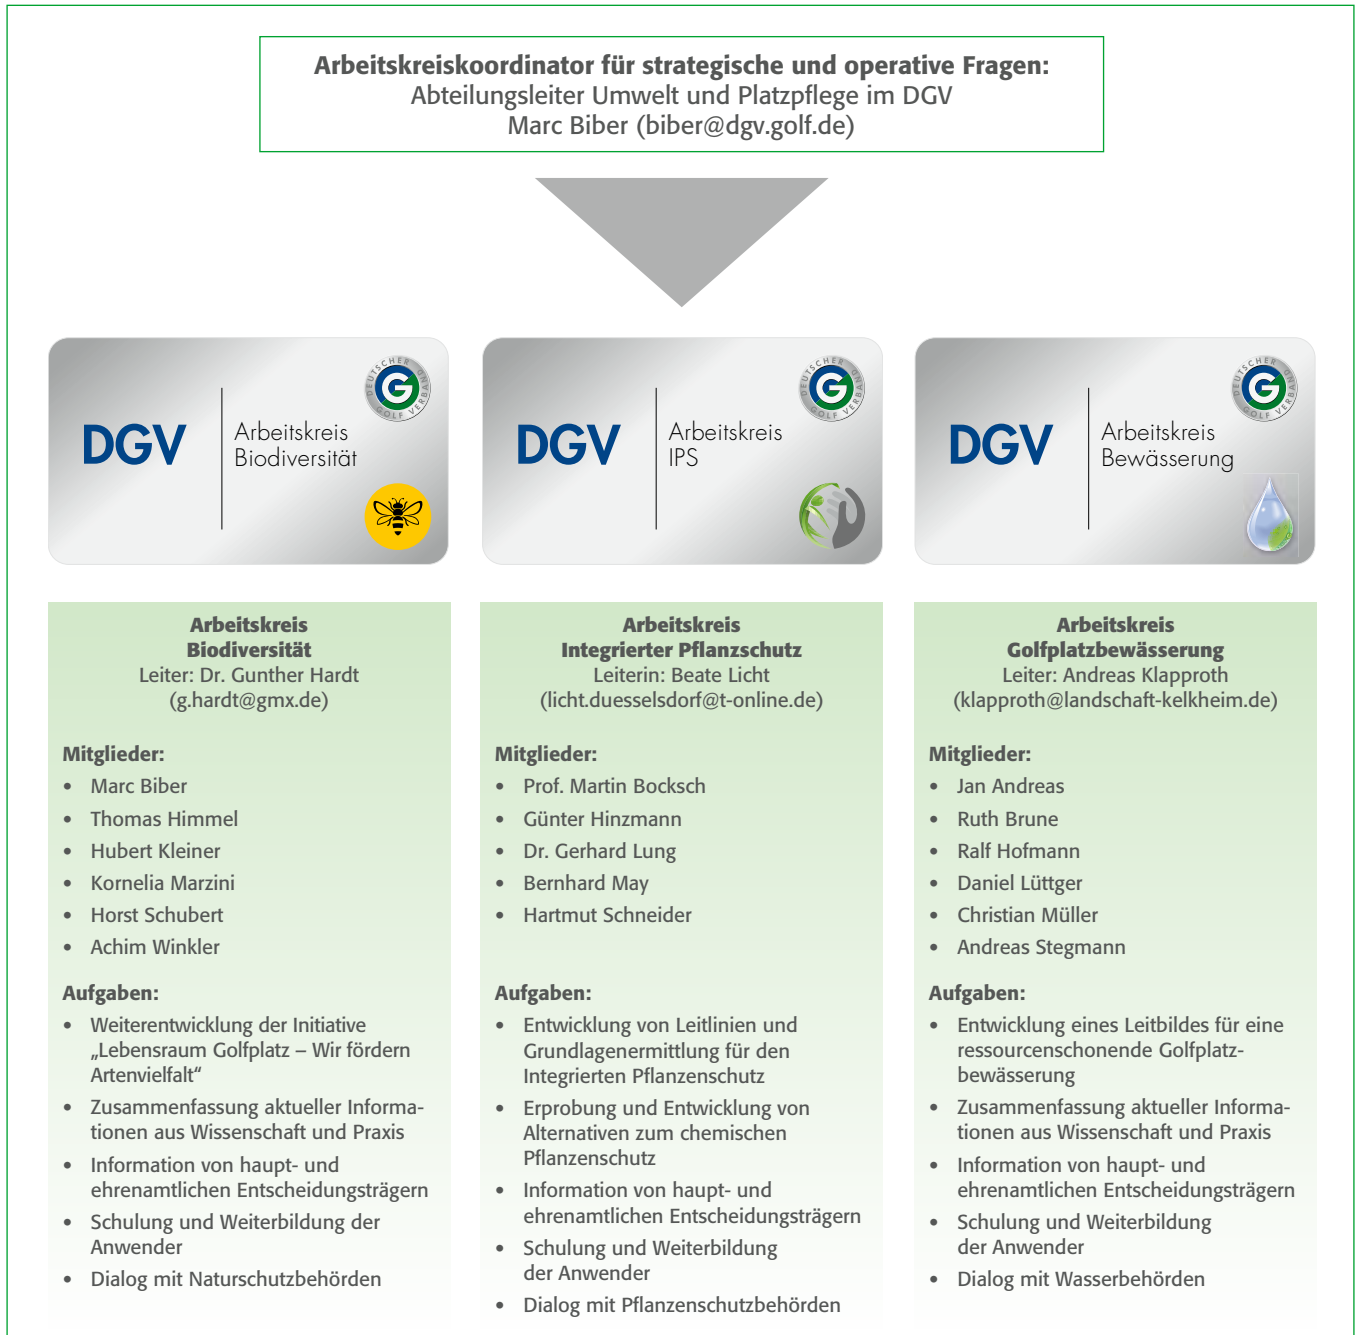 Arbeitskreiskoordinator für strategische und operative Fragen:
Abteilungsleiter Umwelt und Platzpflege im DGV
Marc Biber (biber@dgv.golf.de)
DEUTSCHER
GOLF VERBAND
G
DGV
Arbeitskreis
Biodiversität
DEUTSCHER
GOLF VERBAND
G
DGV
Arbeitskreis
IPS
DEUTSCHER
GOLF VERBAND
G
DGV
Arbeitskreis
Bewässerung
Arbeitskreis
Biodiversität
Leiter: Dr. Gunther Hardt
(g.hardt@gmx.de)
Mitglieder:
• Marc Biber
• Thomas Himmel
• Hubert Kleiner
• Kornelia Marzini
• Horst Schubert
• Achim Winkler
Aufgaben:
• Weiterentwicklung der Initiative
„Lebensraum Golfplatz – Wir fördern
Artenvielfalt“
• Zusammenfassung aktueller Informa-
tionen aus Wissenschaft und Praxis
• Information von haupt- und
ehrenamtlichen Entscheidungsträgern
• Schulung und Weiterbildung der
Anwender
• Dialog mit Naturschutzbehörden
Arbeitskreis
Integrierter Pflanzschutz
Leiterin: Beate Licht
(licht.duesselsdorf@t-online.de)
Mitglieder:
• Prof. Martin Bocksch
• Günter Hinzmann
• Dr. Gerhard Lung
• Bernhard May
• Hartmut Schneider
Aufgaben:
• Entwicklung von Leitlinien und
Grundlagenermittlung für den
Integrierten Pflanzenschutz
• Erprobung und Entwicklung von
Alternativen zum chemischen
Pflanzenschutz
• Information von haupt- und
ehrenamtlichen Entscheidungsträgern
• Schulung und Weiterbildung
der Anwender
• Dialog mit Pflanzenschutzbehörden
Arbeitskreis
Golfplatzbewässerung
Leiter: Andreas Klapproth
(klapproth@landschaft-kelkheim.de)
Mitglieder:
• Jan Andreas
• Ruth Brune
• Ralf Hofmann
• Daniel Lüttger
• Christian Müller
• Andreas Stegmann
Aufgaben:
• Entwicklung eines Leitbildes für eine
ressourcenschonende Golfplatz-
bewässerung
• Zusammenfassung aktueller Informa-
tionen aus Wissenschaft und Praxis
• Information von haupt- und
ehrenamtlichen Entscheidungsträgern
• Schulung und Weiterbildung
der Anwender
• Dialog mit Wasserbehörden